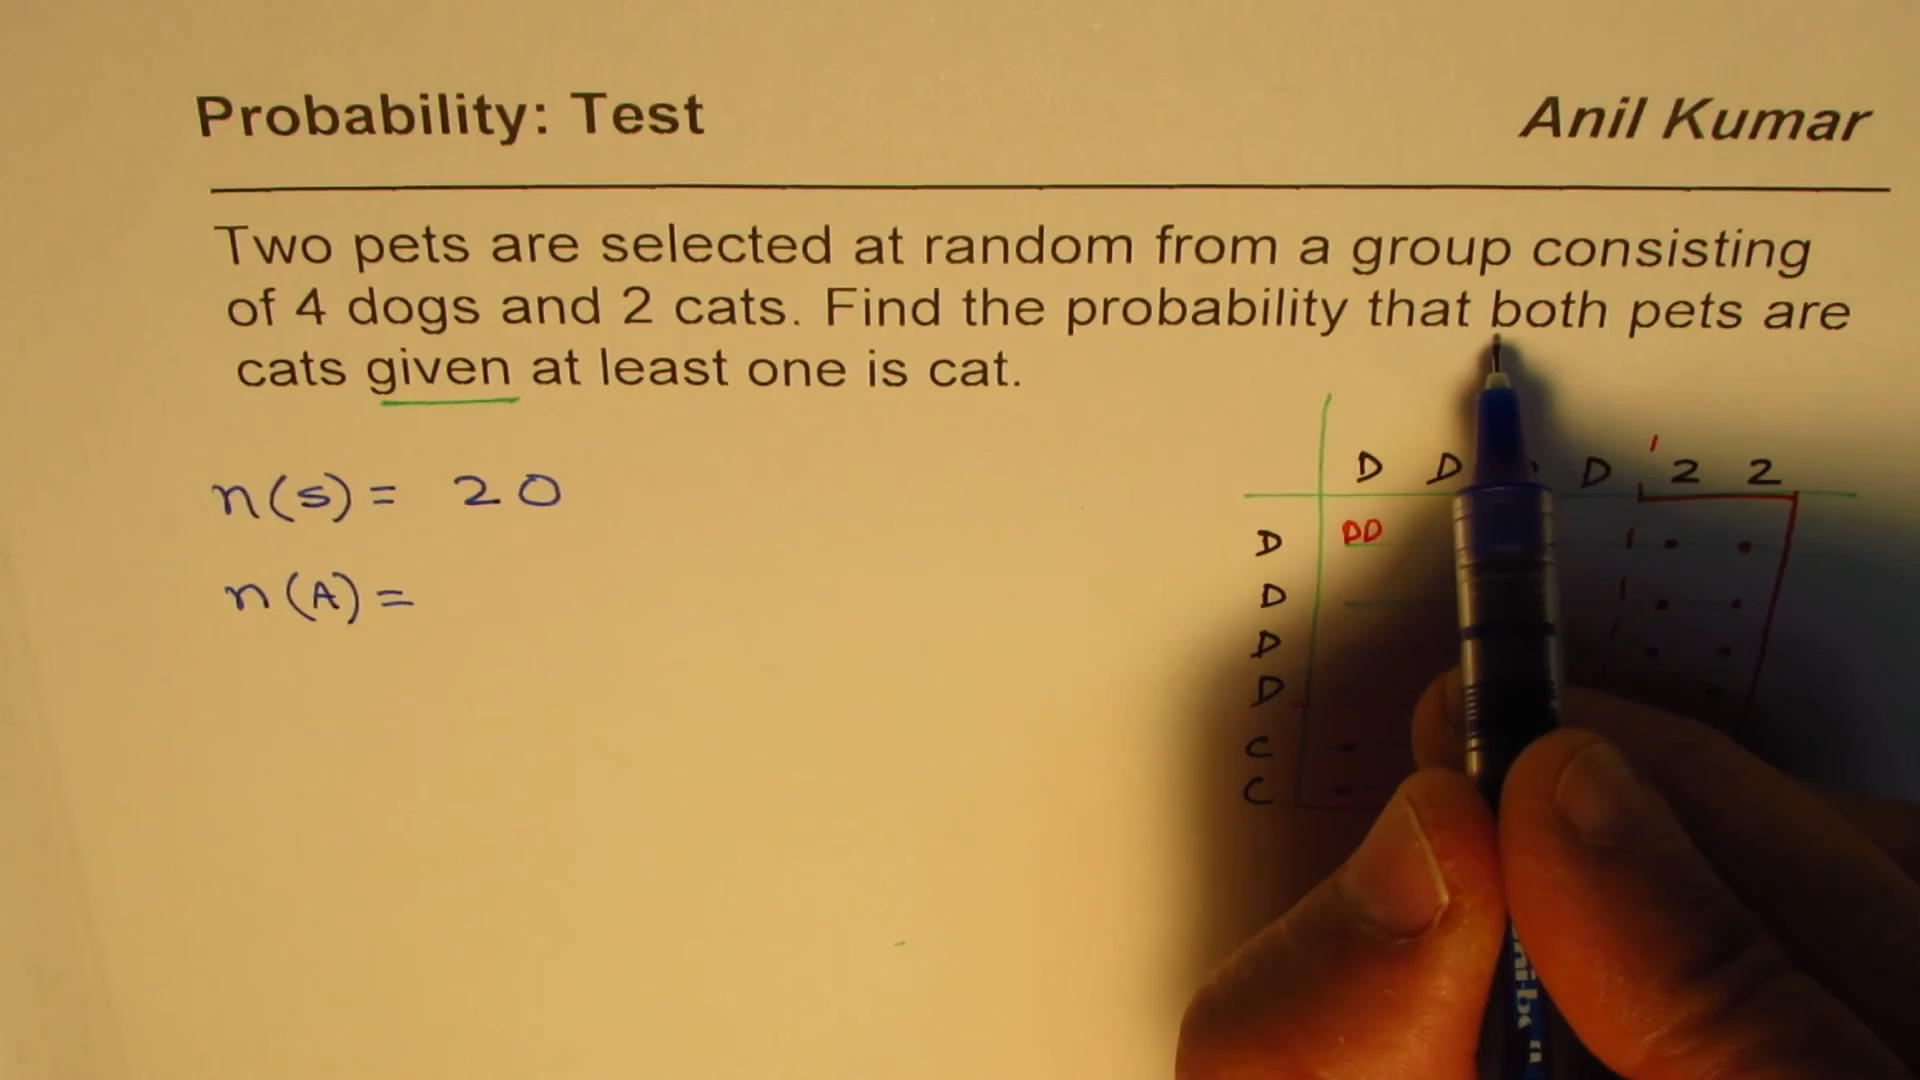 Probability: Test
Anil Kumar
Two pets are selected at random from a group consisting
of 4 dogs and 2 cats. Find the probability that both pets are
cats given at least one is cat.
n(s) = 20
n(A) =
D D D 2 2
D DD
D
D
D
C
C